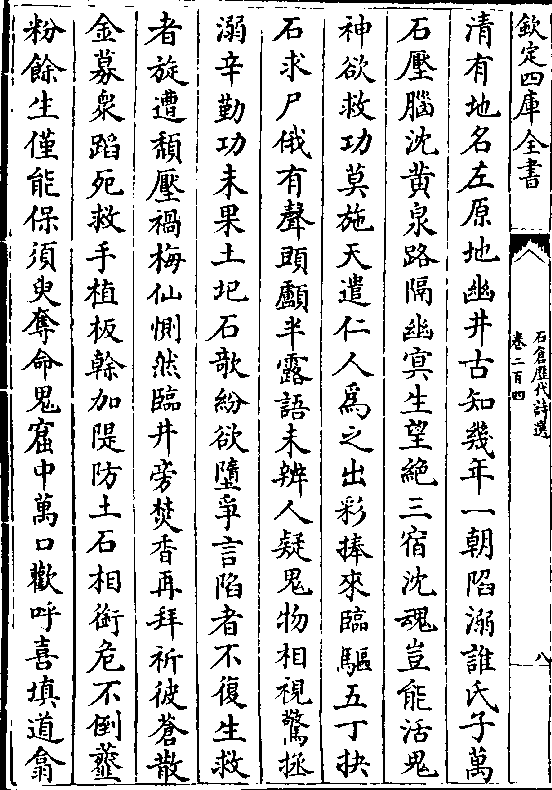 欽定四庫全書
石倉歷代詩選
卷二百四
八
清有地名左原地幽井古知幾年一朝陷溺誰氏子萬
石壓腦沈黄泉路隔幽冥生望絶三宿沈魂豈能活鬼
神欲救功莫施天遣仁人爲之出彩捧來臨驅五丁抉
石求尸俄有聲頭顱半露語未辨人疑鬼物相視驚拯
溺辛勤功未果土圯石欹紛欲墮爭言陷者不復生救
者旋遭頽壓禍梅仙惻然臨井旁焚香再拜祈彼蒼散
金募衆蹈死救手植板榦加隄防土石相銜危不倒虀
粉餘生僅能保須臾奪命鬼窟中萬口歡呼喜填道翕